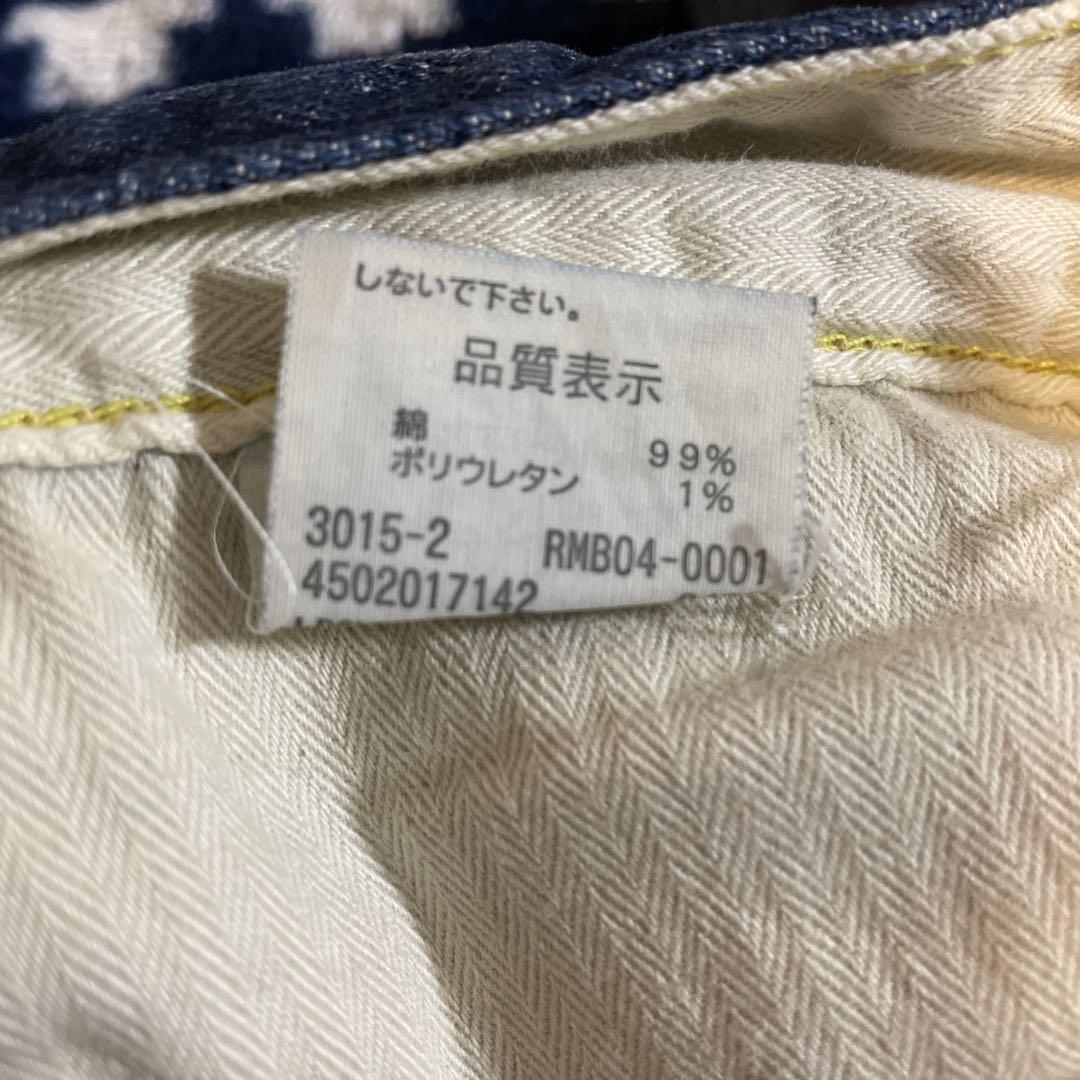 しないで下さい。
品質表示
綿 99%
ポリウレタン 1%
3015-2 RMB04-0001
4502017142